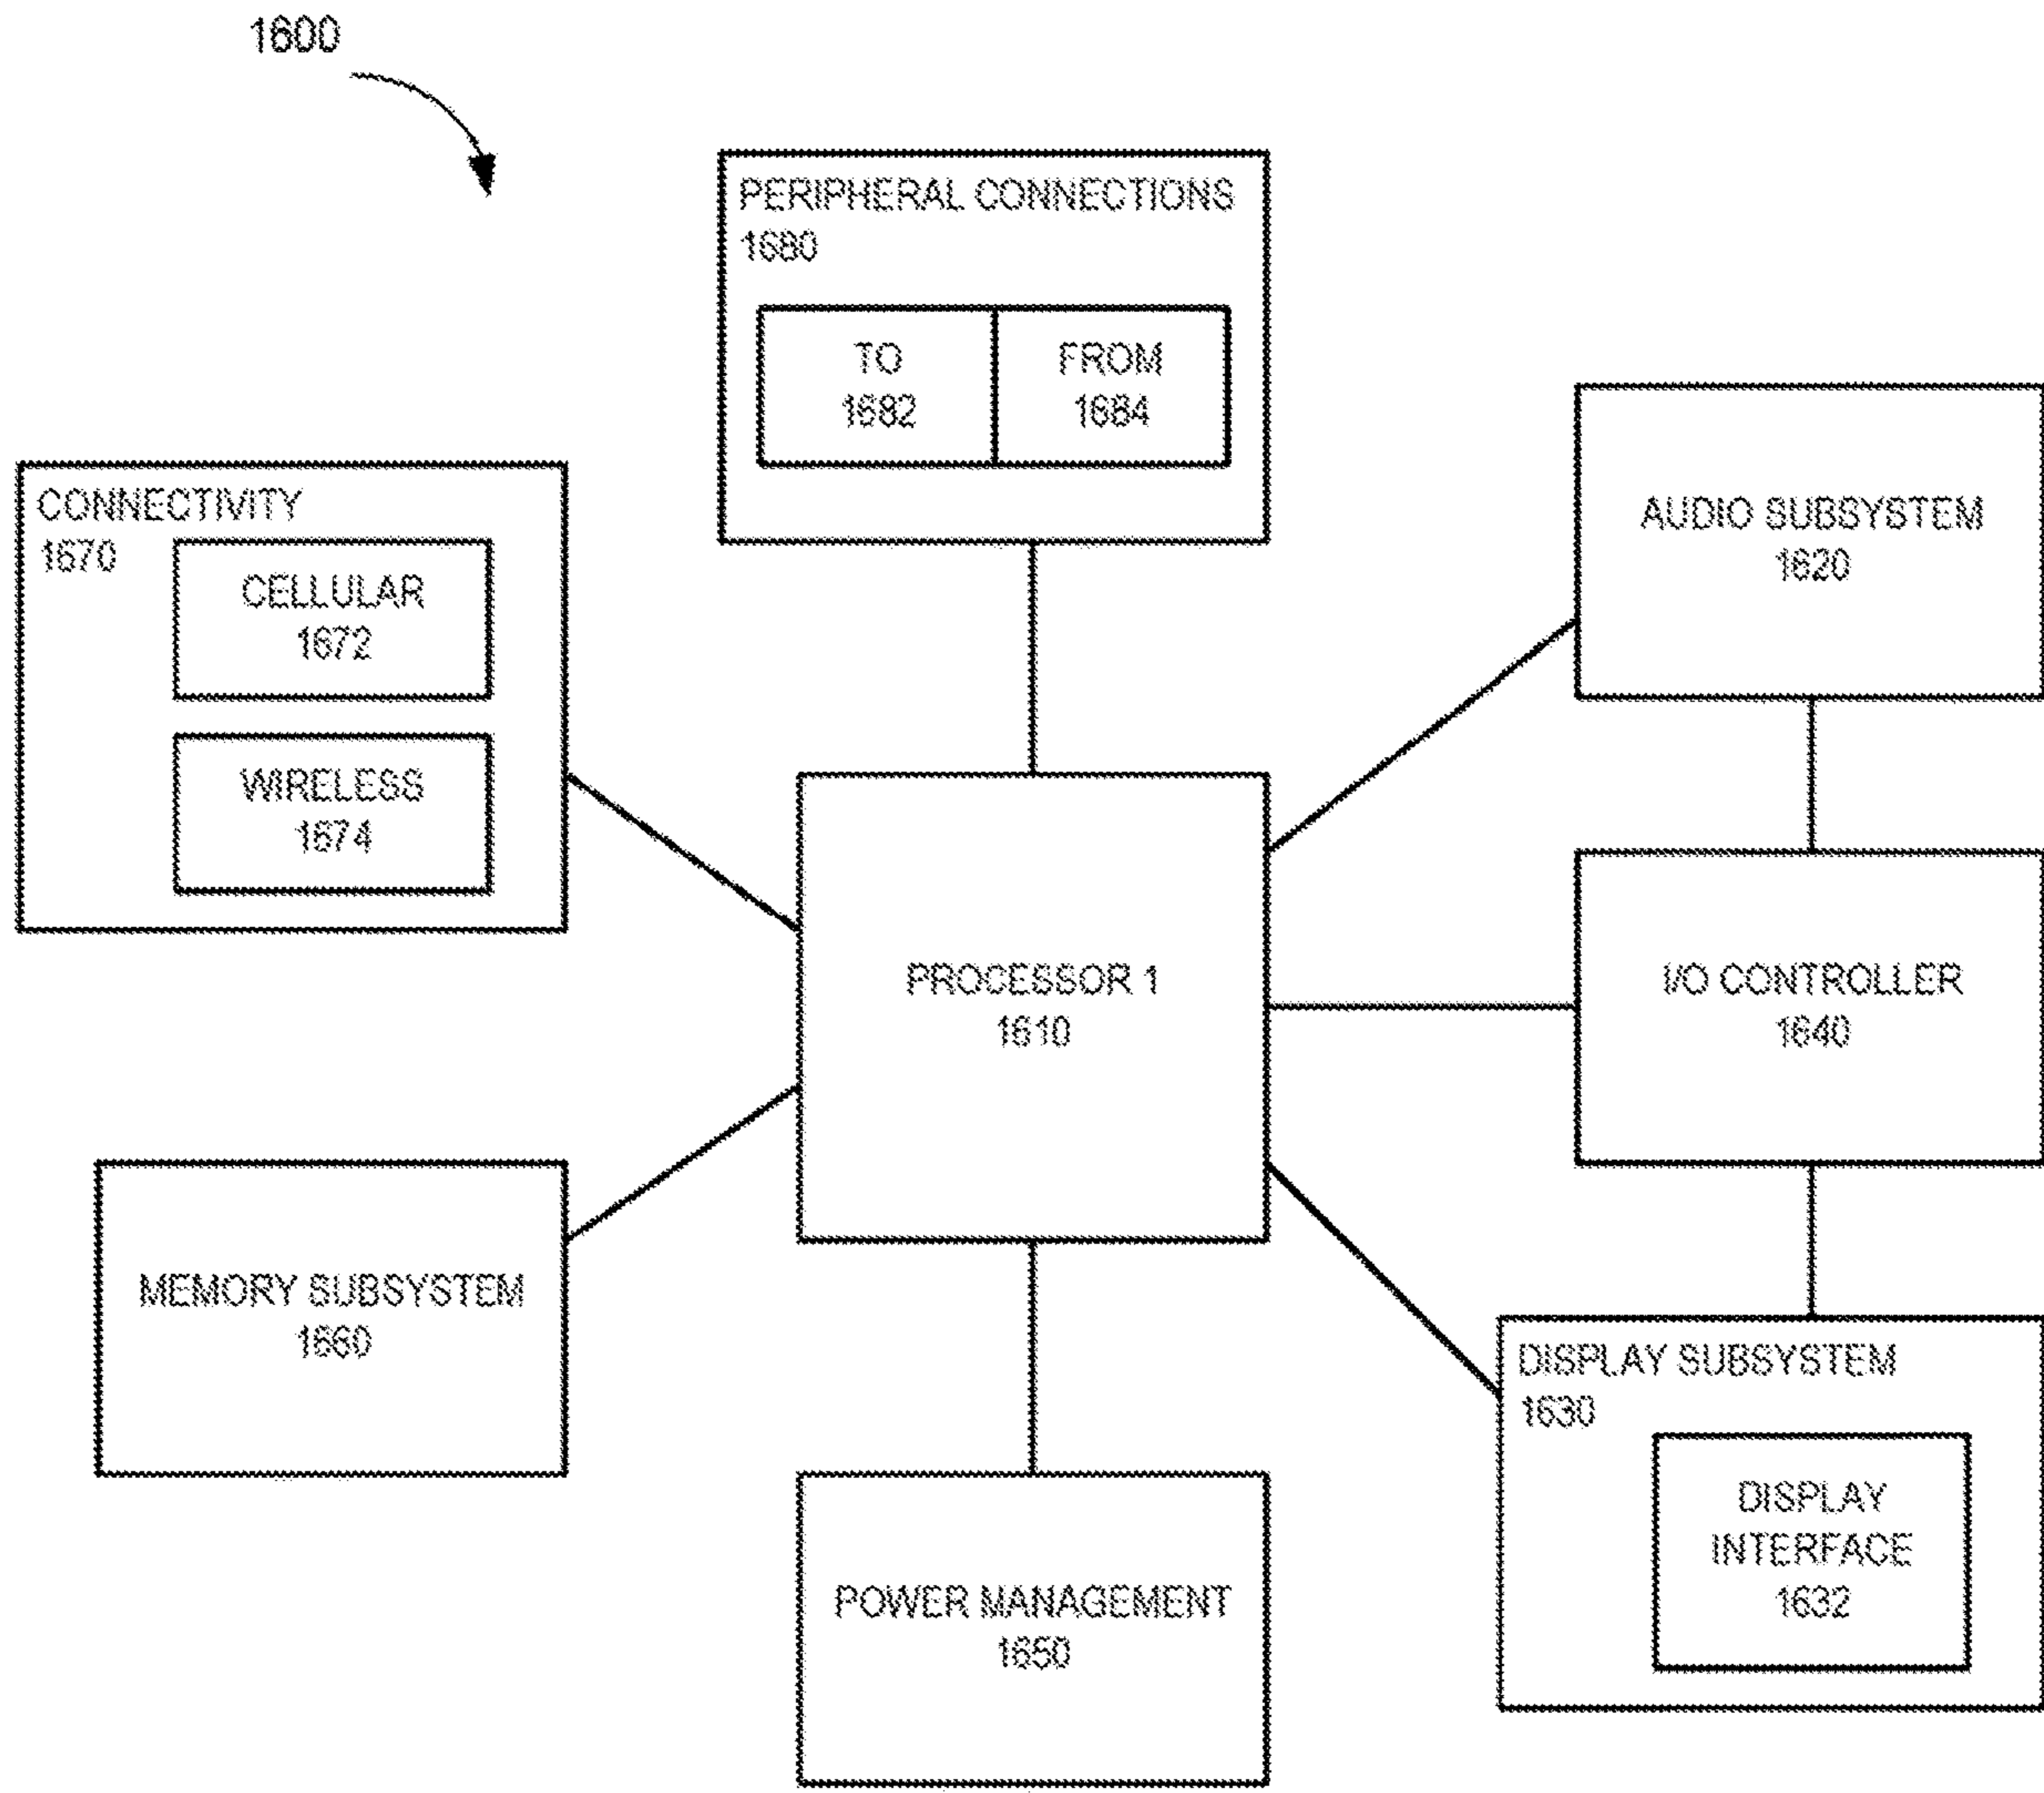 1600
PERIPHERAL CONNECTIONS
1680
TO
1682
FROM
1684
CONNECTIVITY
1670
CELLULAR
1672
WIRELESS
1674
AUDIO SUBSYSTEM
1620
PROCESSOR 1
1610
I/O CONTROLLER
1640
MEMORY SUBSYSTEM
1660
DISPLAY SUBSYSTEM
1630
DISPLAY
INTERFACE
1632
POWER MANAGEMENT
1650